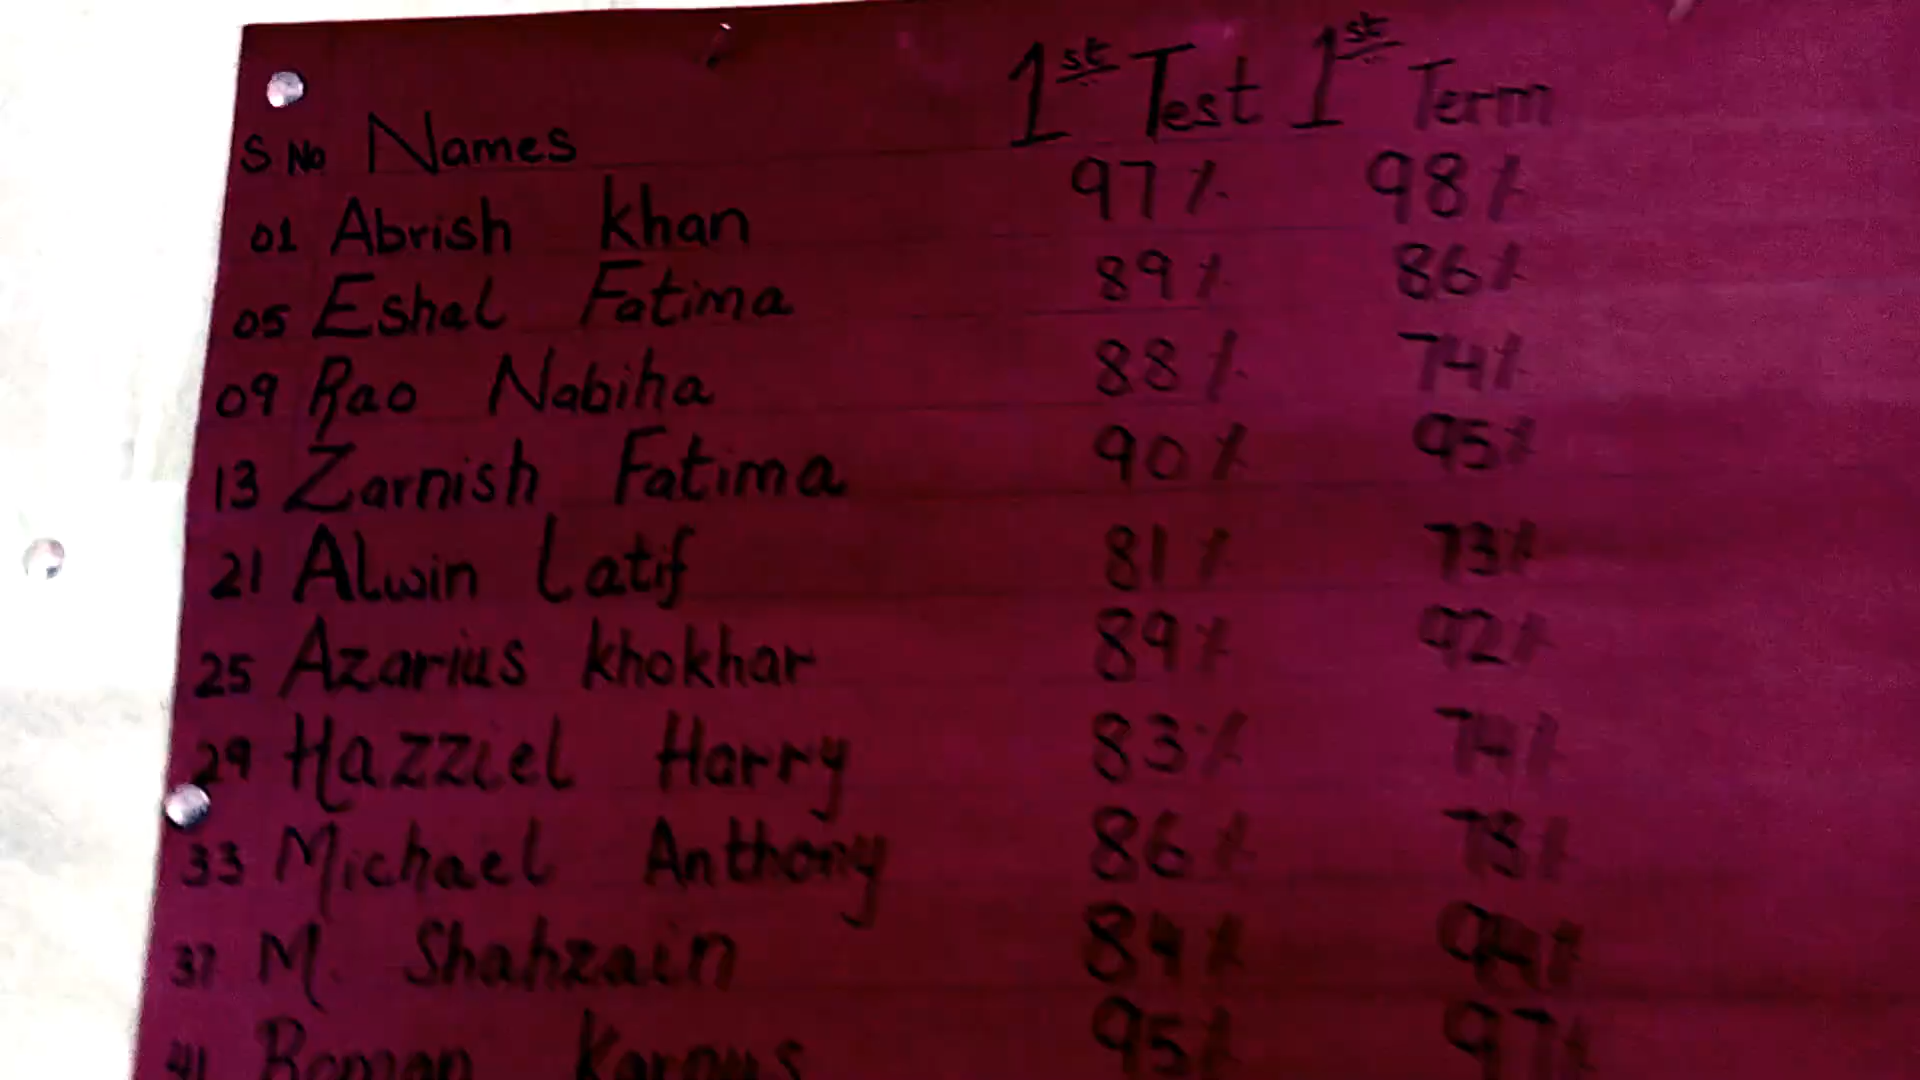 S No Names 1st Test 1st Term
01 Abrish Khan 97% 98%
05 Eshal Fatima 89% 86%
09 Rao Nabiha 88% 74%
13 Zarnish Fatima 90% 95%
21 Alwin Latif 81% 73%
25 Azarius Khokhar 89% 92%
29 Hazziel Harry 83% 74%
33 Michael Anthony 86% 73%
37 M. Shahzain 84% 94%
41 Roman 95% 97%